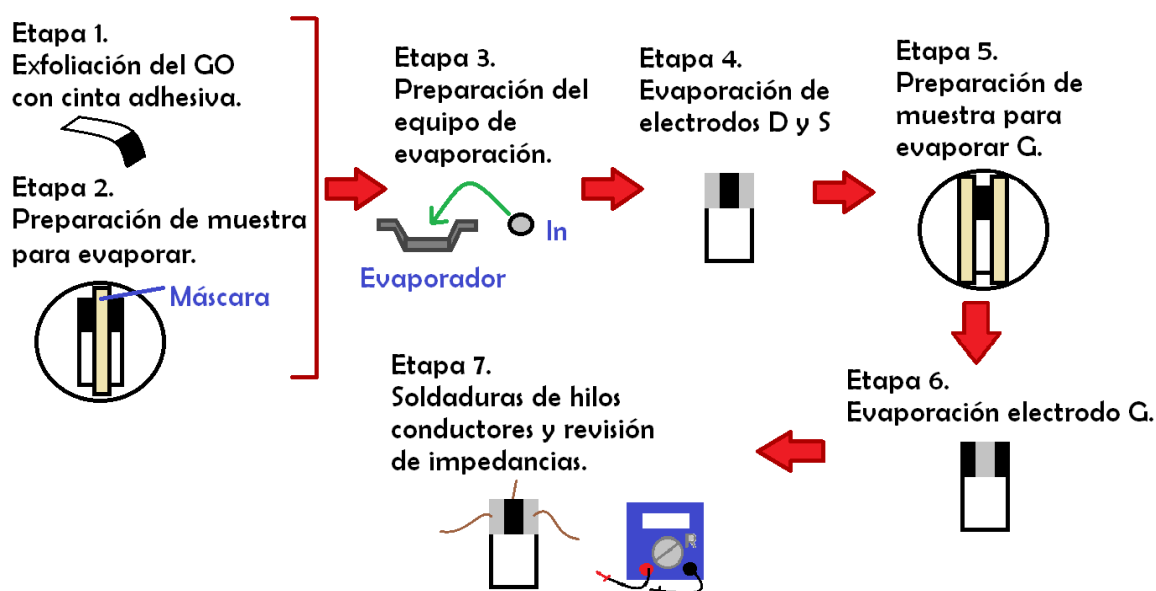 Etapa 1.
Exfoliación del GO
con cinta adhesiva.
Etapa 2.
Preparación de muestra
para evaporar.
Máscara
Etapa 3.
Preparación del
equipo de
evaporación.
In
Evaporador
Etapa 4.
Evaporación de
electrodos D y S
Etapa 5.
Preparación de
muestra para
evaporar G.
Etapa 6.
Evaporación electrodo G.
Etapa 7.
Soldaduras de hilos
conductores y revisión
de impedancias.